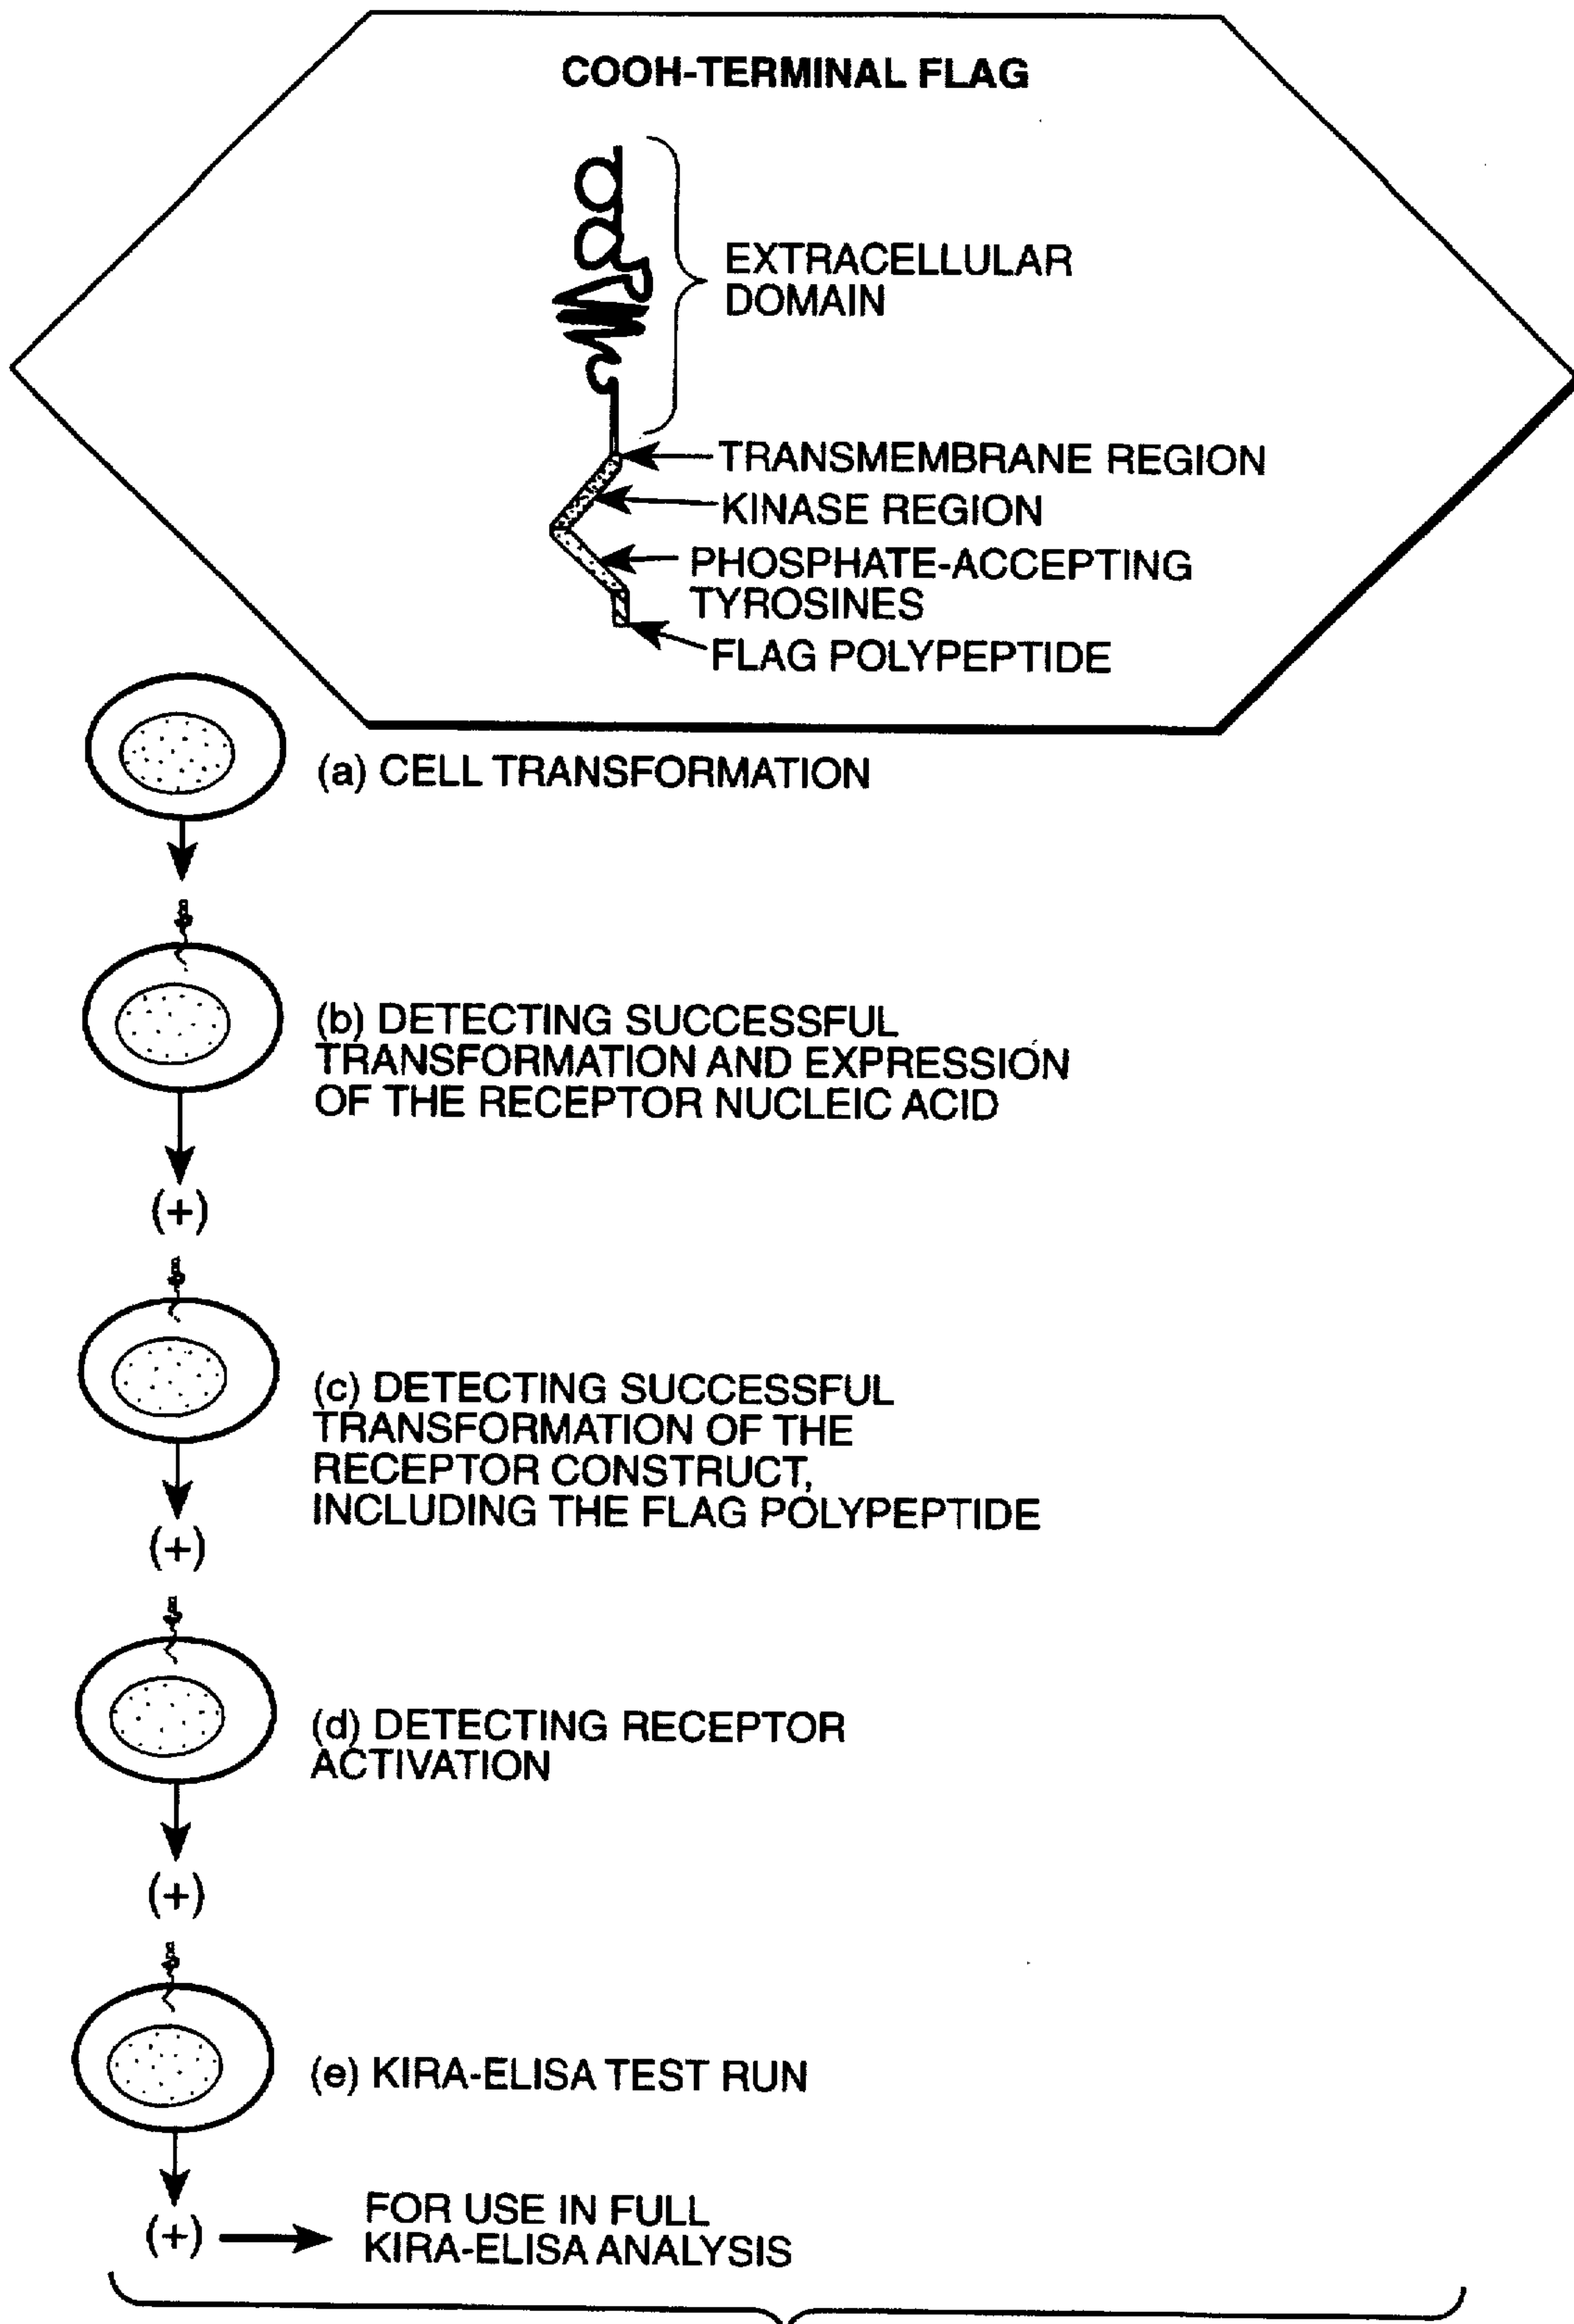 COOH-TERMINAL FLAG
EXTRACELLULAR
DOMAIN
TRANSMEMBRANE REGION
KINASE REGION
PHOSPHATE-ACCEPTING
TYROSINES
FLAG POLYPEPTIDE
(a) CELL TRANSFORMATION
(b) DETECTING SUCCESSFUL
TRANSFORMATION AND EXPRESSION
OF THE RECEPTOR NUCLEIC ACID
(+)
(c) DETECTING SUCCESSFUL
TRANSFORMATION OF THE
RECEPTOR CONSTRUCT,
INCLUDING THE FLAG POLYPEPTIDE
(+)
(d) DETECTING RECEPTOR
ACTIVATION
(+)
(e) KIRA-ELISA TEST RUN
(+)
FOR USE IN FULL
KIRA-ELISA ANALYSIS